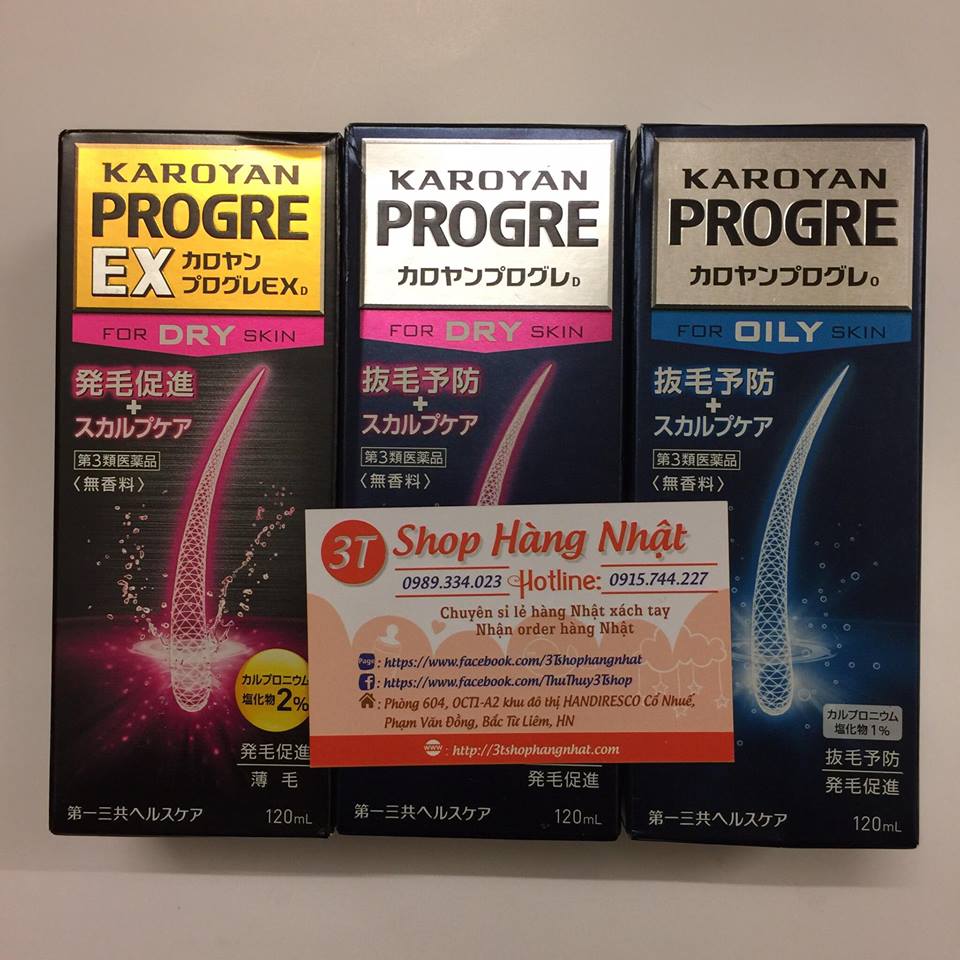 KAROYAN
PROGRE
EX カロヤン
プログレEX D
FOR DRY SKIN
発毛促進
+
スカルプケア
第3類医薬品
〈無香料〉
カルプロニウム
塩化物2%
発毛促進
薄毛
第一三共ヘルスケア
120mL
KAROYAN
PROGRE
カロヤンプログレ D
FOR DRY SKIN
抜毛予防
+
スカルプケア
第3類医薬品
〈無香料〉
発毛促進
第一三共ヘルスケア
120mL
KAROYAN
PROGRE
カロヤンプログレ O
FOR OILY SKIN
抜毛予防
+
スカルプケア
第3類医薬品
〈無香料〉
カルプロニウム
塩化物1%
抜毛予防
発毛促進
第一三共ヘルスケア
120mL
3T Shop Hàng Nhật
0989.334.023 Hotline: 0915.744.227
Chuyên sỉ lẻ hàng Nhật xách tay
Nhận order hàng Nhật
Page : https://www.facebook.com/3Tshophangnhat
f : https://www.facebook.com/ThuThuy3Tshop
: Phòng 604, OCT1-A2 khu đô thị HANDIRESCO Cổ Nhuế,
Phạm Văn Đồng, Bắc Từ Liêm, HN
www : http://3tshophangnhat.com